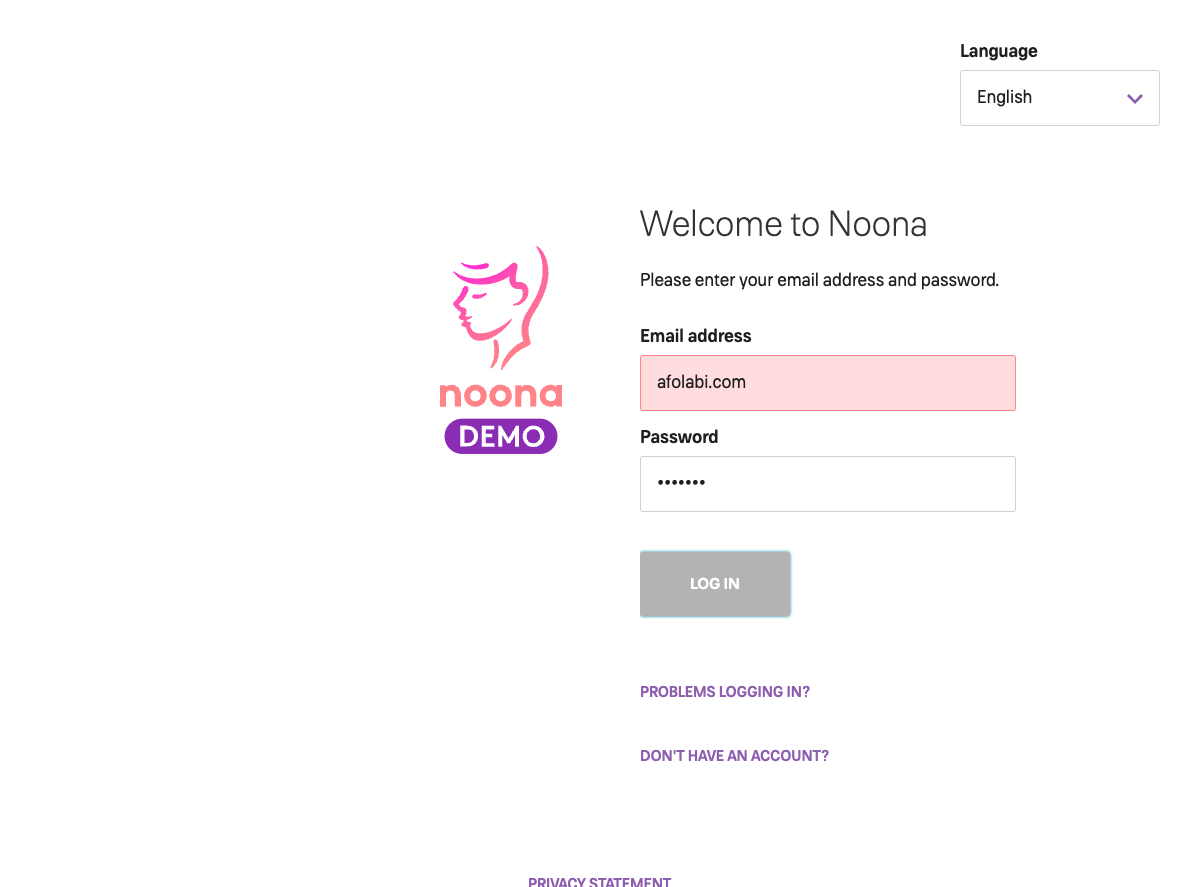 Language
English
Welcome to Noona
Please enter your email address and password.
Email address
afolabi.com
noona
DEMO
Password
•••••••
LOG IN
PROBLEMS LOGGING IN?
DON'T HAVE AN ACCOUNT?
PRIVACY STATEMENT